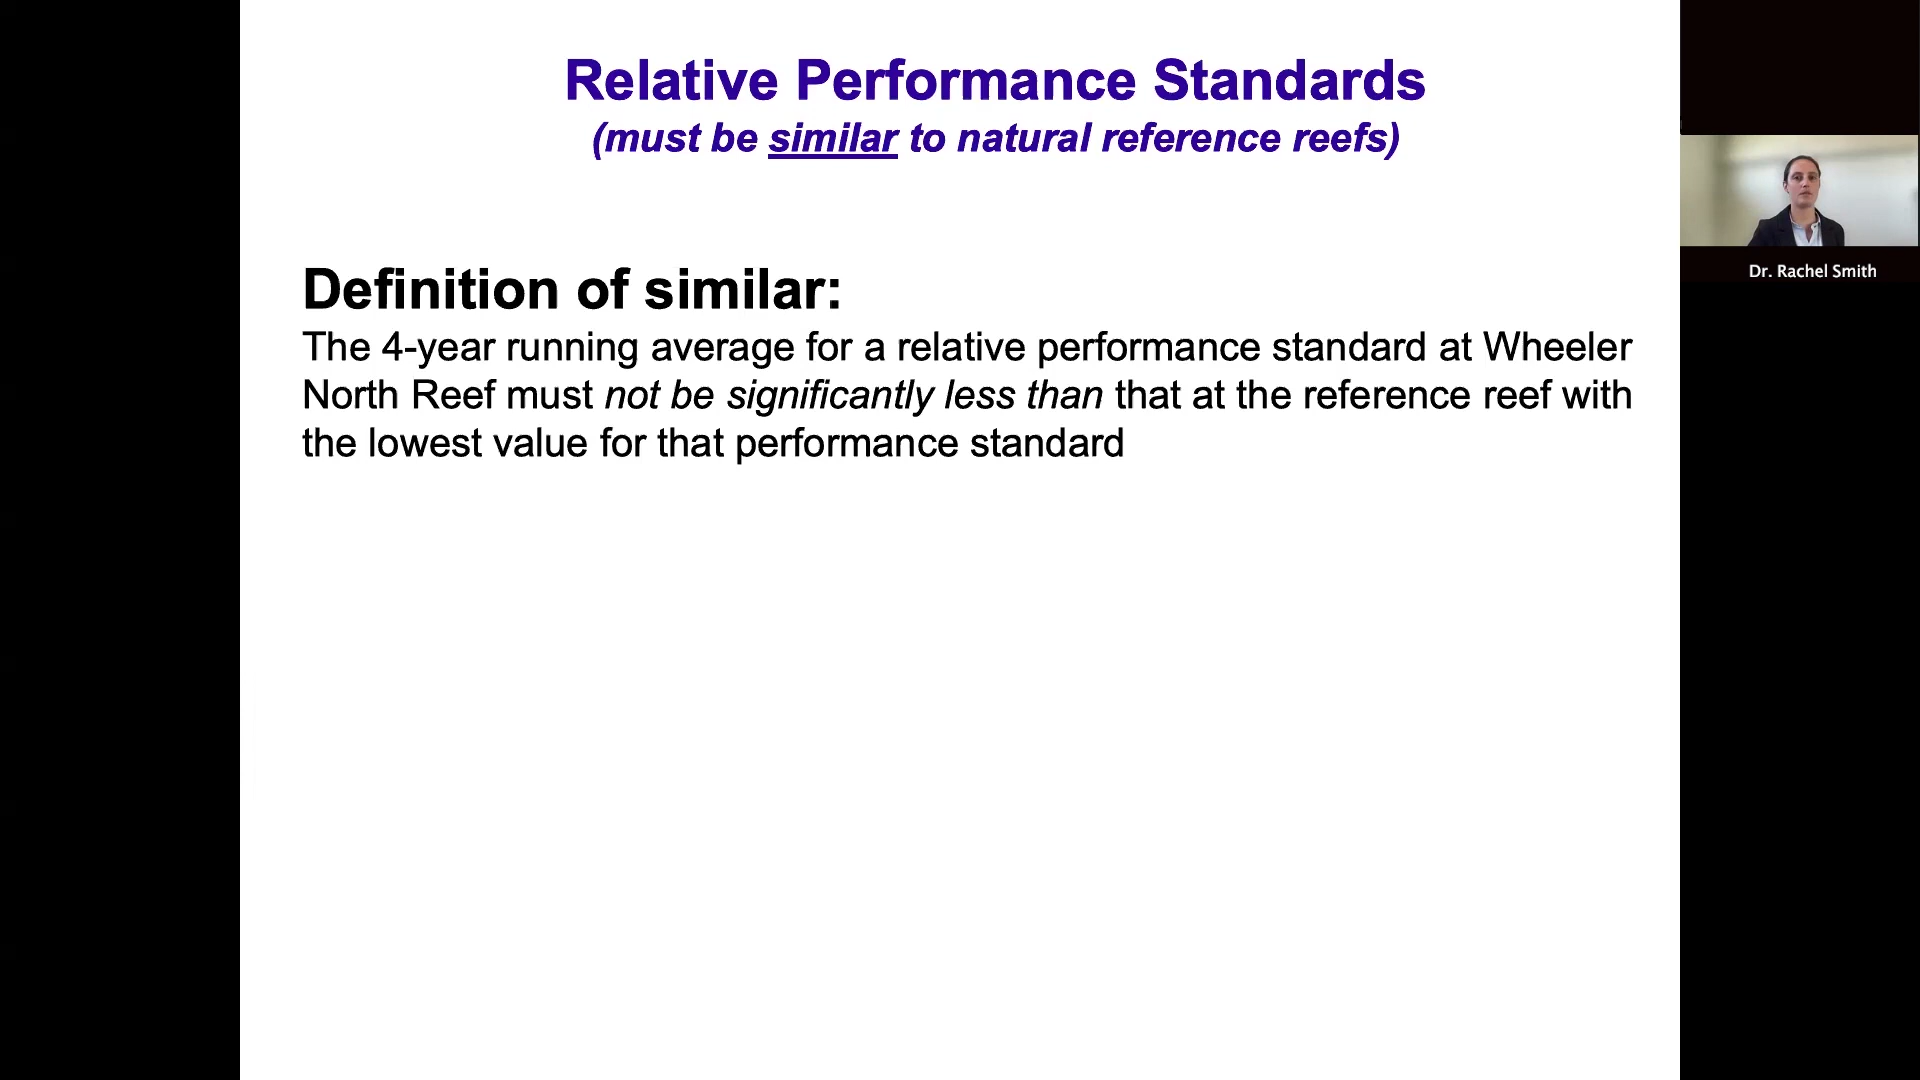 Relative Performance Standards
(must be similar to natural reference reefs)
Dr. Rachel Smith
Definition of similar:
The 4-year running average for a relative performance standard at Wheeler
North Reef must not be significantly less than that at the reference reef with
the lowest value for that performance standard